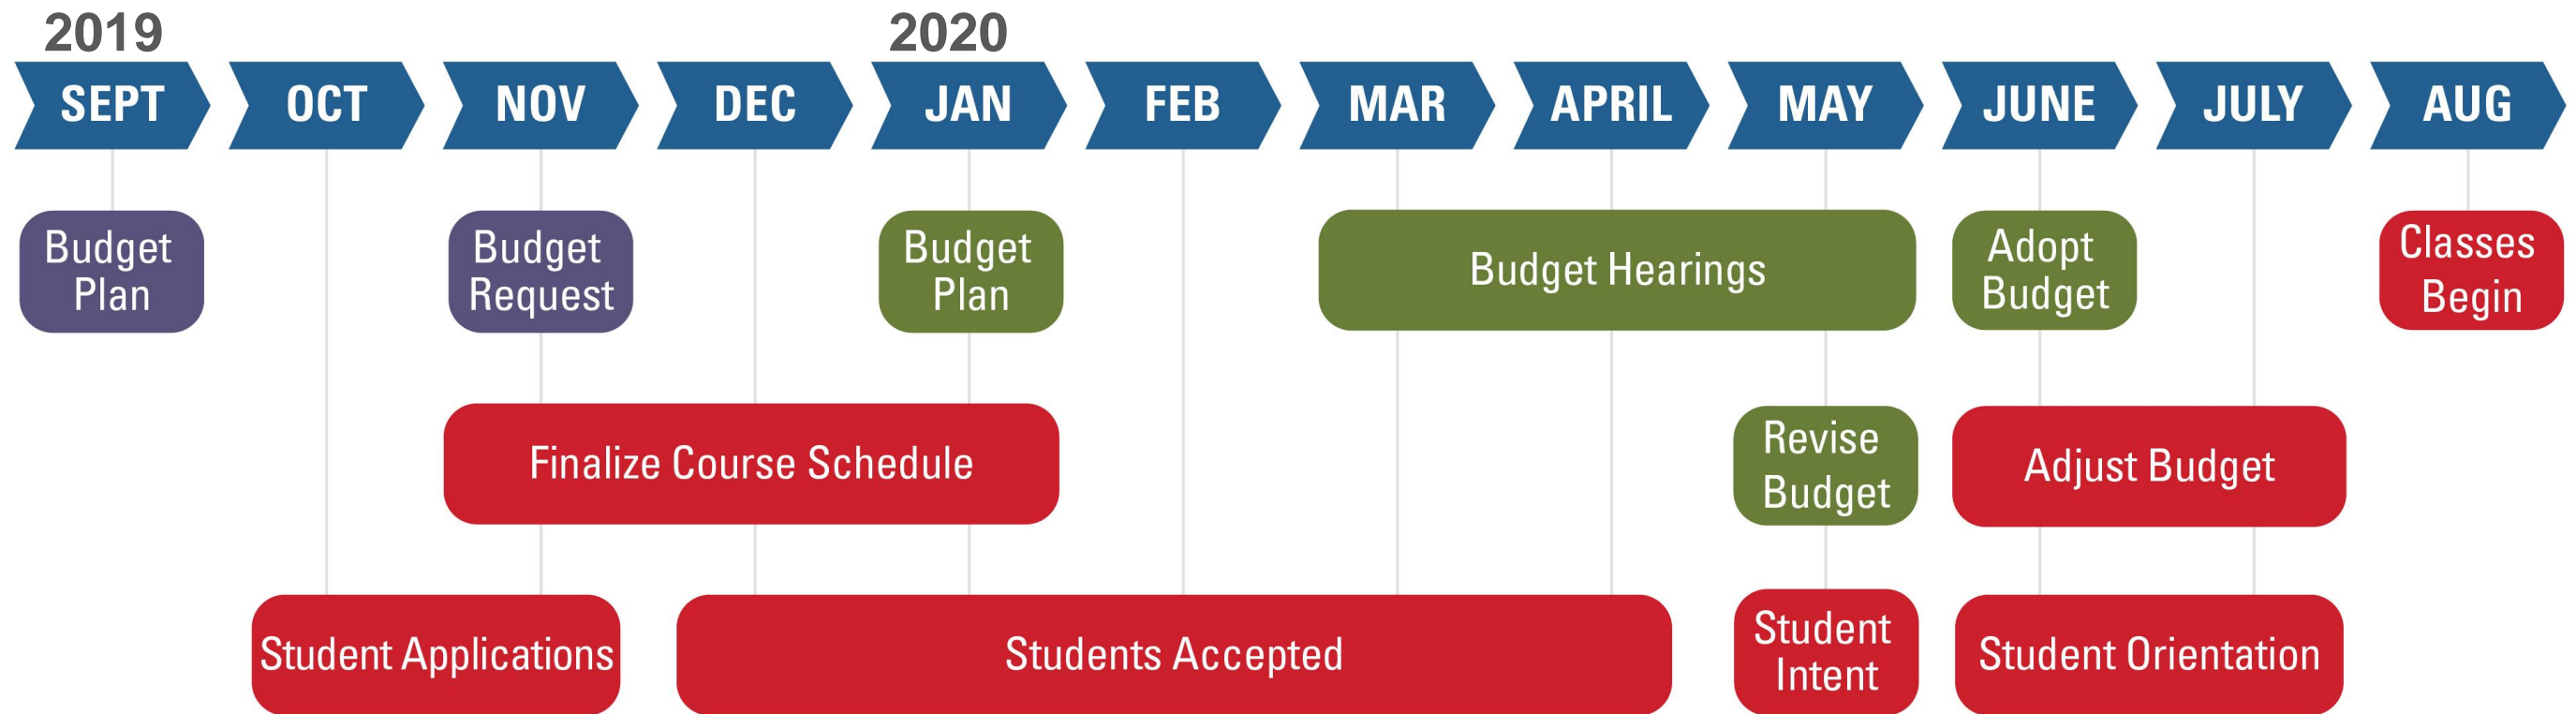 2019
2020
SEPT
OCT
NOV
DEC
JAN
FEB
MAR
APRIL
MAY
JUNE
JULY
AUG
Budget
Plan
Budget
Request
Budget
Plan
Budget Hearings
Adopt
Budget
Classes
Begin
Finalize Course Schedule
Revise
Budget
Adjust Budget
Student Applications
Students Accepted
Student
Intent
Student Orientation